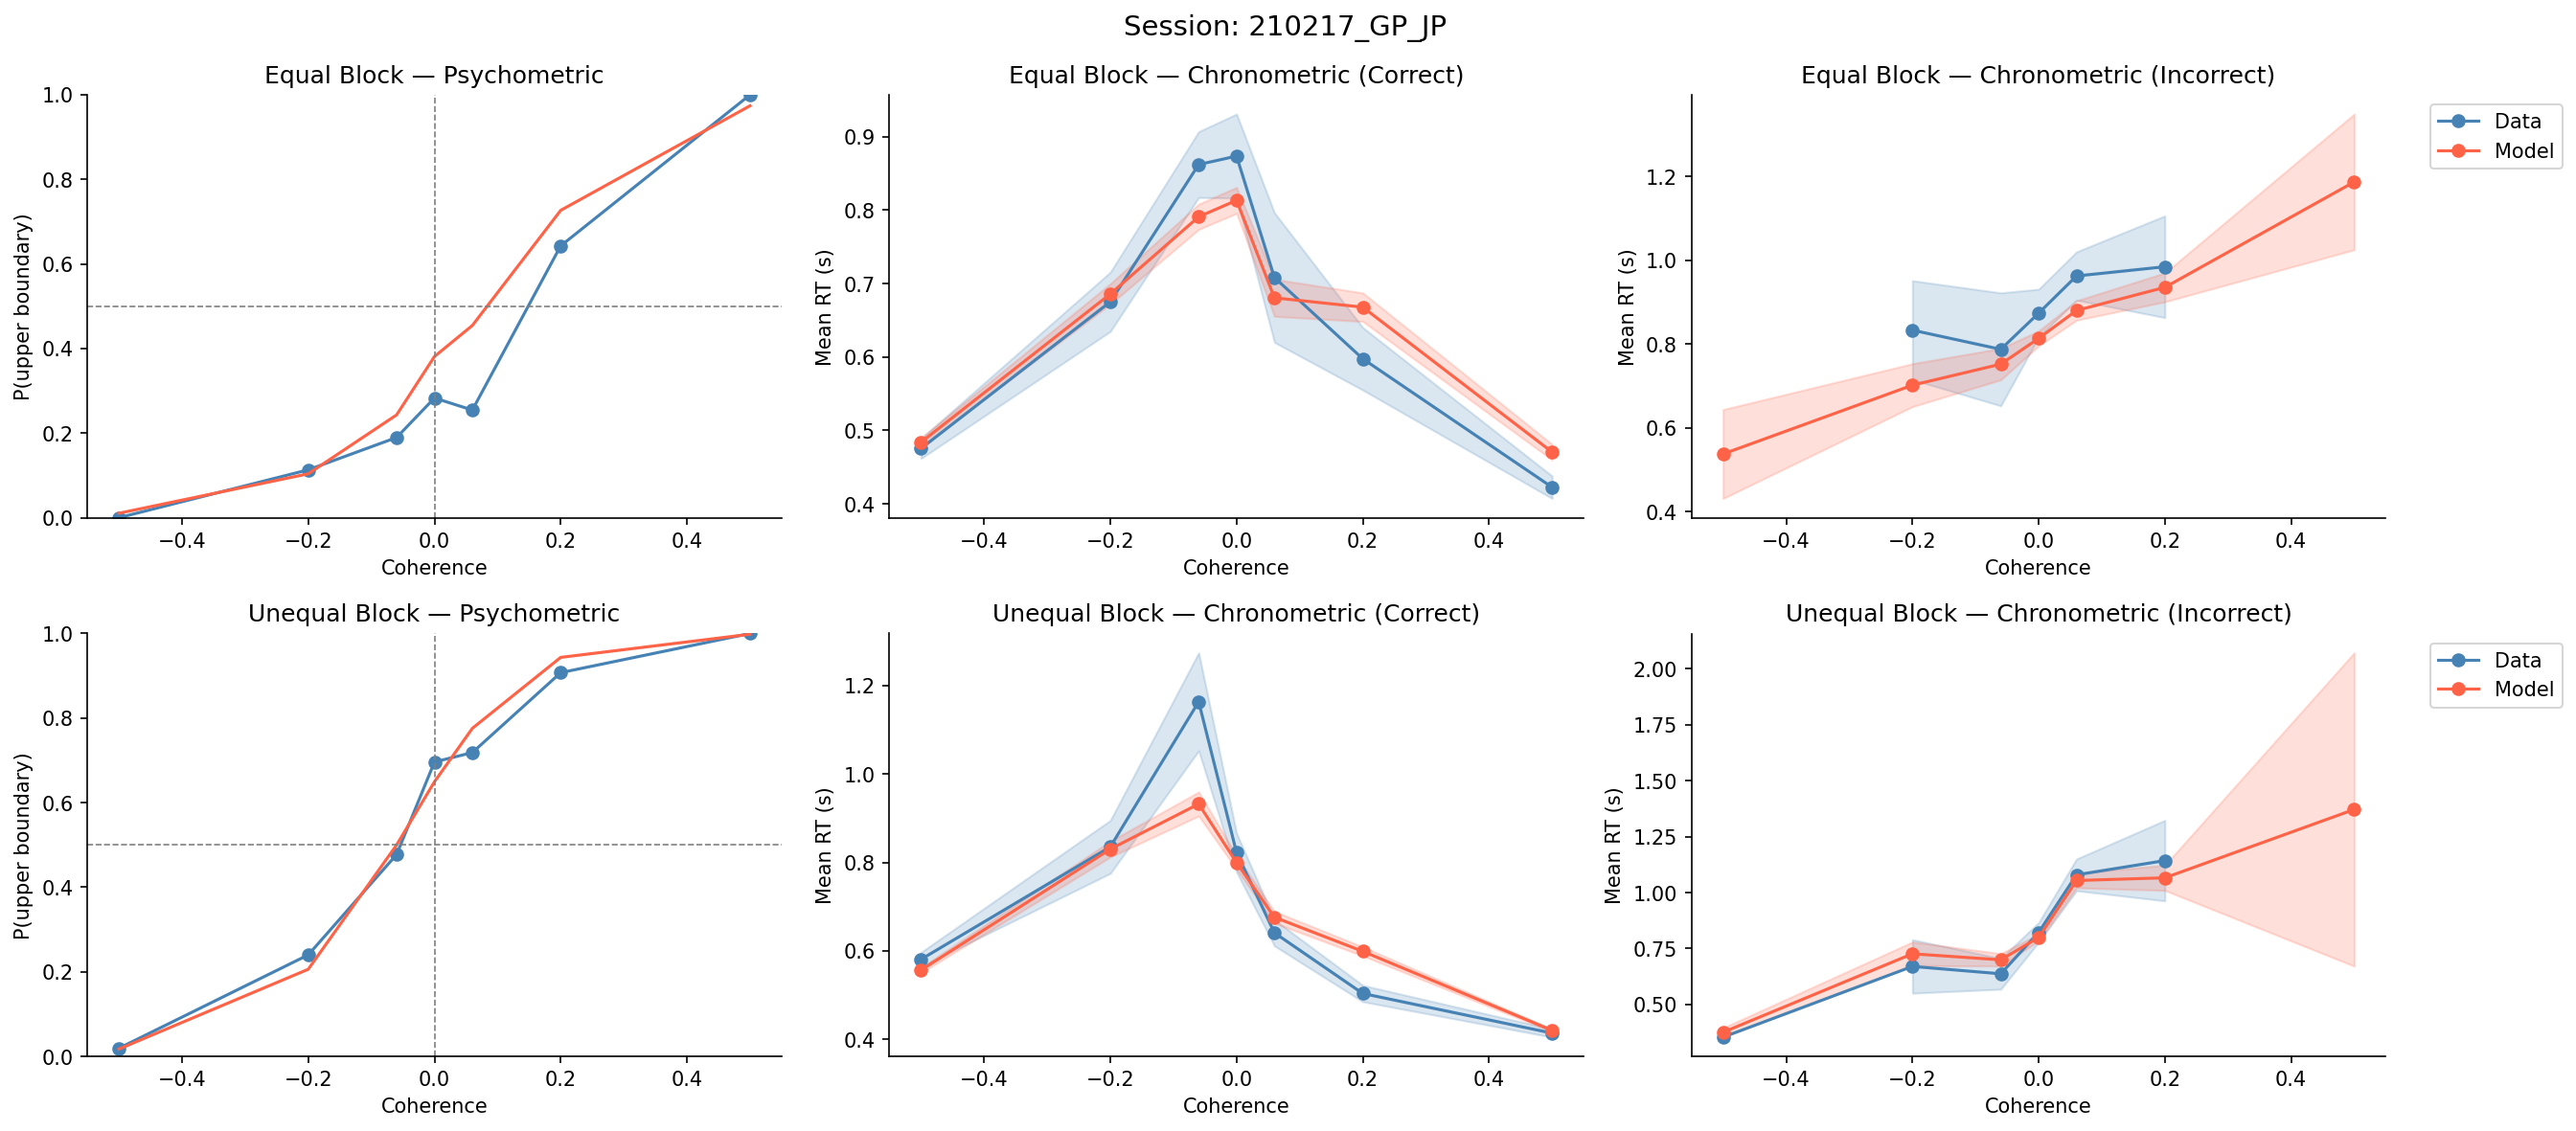 Session: 210217_GP_JP
Equal Block — Psychometric
P(upper boundary)
1.0
0.8
0.6
0.4
0.2
0.0
−0.4 −0.2 0.0 0.2 0.4
Coherence
Equal Block — Chronometric (Correct)
Mean RT (s)
0.9
0.8
0.7
0.6
0.5
0.4
−0.4 −0.2 0.0 0.2 0.4
Coherence
Equal Block — Chronometric (Incorrect)
Mean RT (s)
1.2
1.0
0.8
0.6
0.4
−0.4 −0.2 0.0 0.2 0.4
Coherence
Data
Model
Unequal Block — Psychometric
P(upper boundary)
1.0
0.8
0.6
0.4
0.2
0.0
−0.4 −0.2 0.0 0.2 0.4
Coherence
Unequal Block — Chronometric (Correct)
Mean RT (s)
1.2
1.0
0.8
0.6
0.4
−0.4 −0.2 0.0 0.2 0.4
Coherence
Unequal Block — Chronometric (Incorrect)
Mean RT (s)
2.00
1.75
1.50
1.25
1.00
0.75
0.50
−0.4 −0.2 0.0 0.2 0.4
Coherence
Data
Model